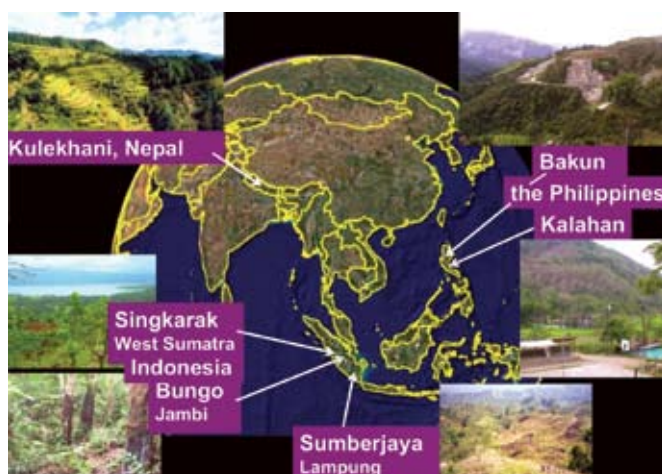 Kulekhani, Nepal
Bakun
the Philippines
Kalahan
Singkarak
West Sumatra
Indonesia
Bungo
Jambi
Sumberjaya
Lampung